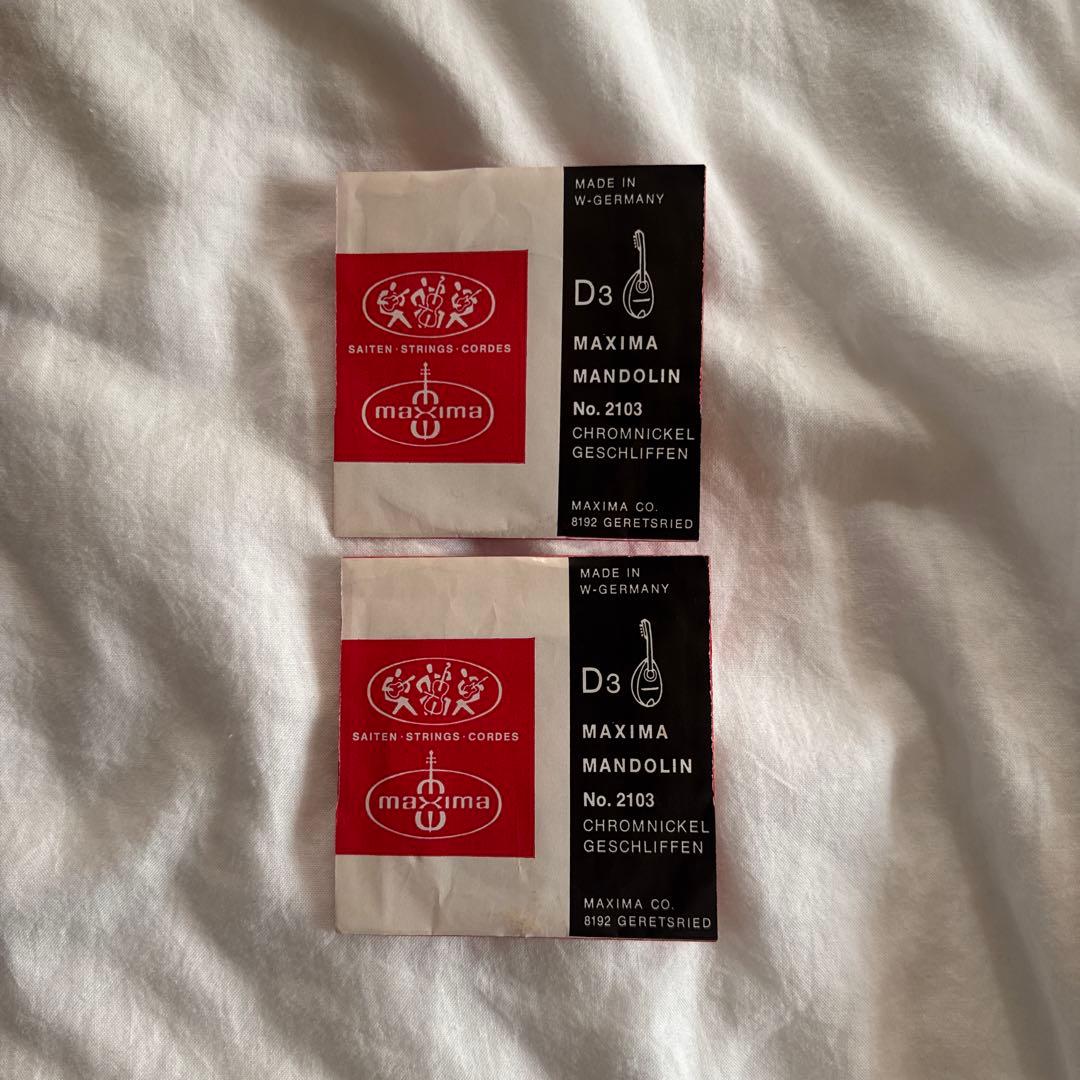 MADE IN
W-GERMANY
D3
SAITEN · STRINGS · CORDES
maxima
MAXIMA
MANDOLIN
No. 2103
CHROMNICKEL
GESCHLIFFEN
MAXIMA CO.
8192 GERETSRIED
MADE IN
W-GERMANY
D3
SAITEN · STRINGS · CORDES
maxima
MAXIMA
MANDOLIN
No. 2103
CHROMNICKEL
GESCHLIFFEN
MAXIMA CO.
8192 GERETSRIED